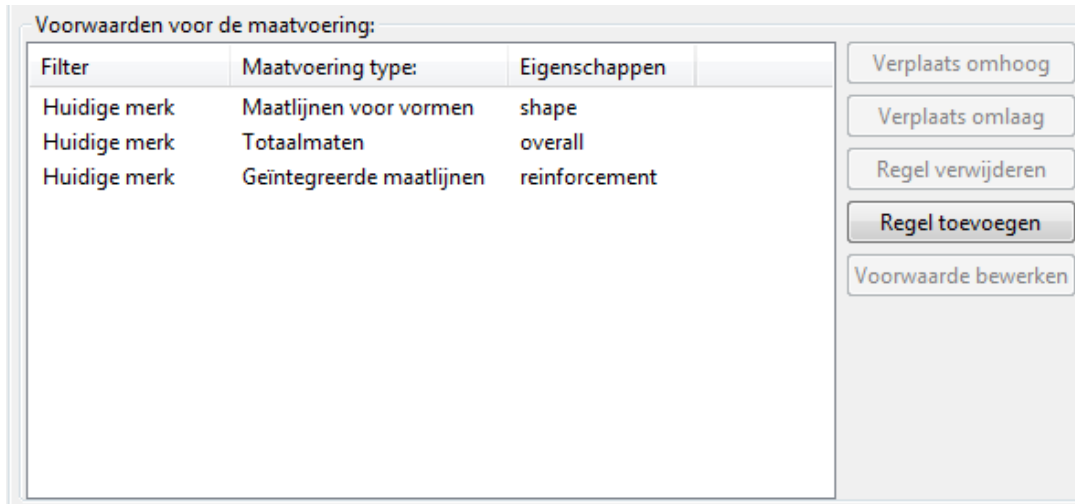 Voorwaarden voor de maatvoering:
Filter Maatvoering type: Eigenschappen
Huidige merk Maatlijnen voor vormen shape
Huidige merk Totaalmaten overall
Huidige merk Geïntegreerde maatlijnen reinforcement
Verplaats omhoog
Verplaats omlaag
Regel verwijderen
Regel toevoegen
Voorwaarde bewerken